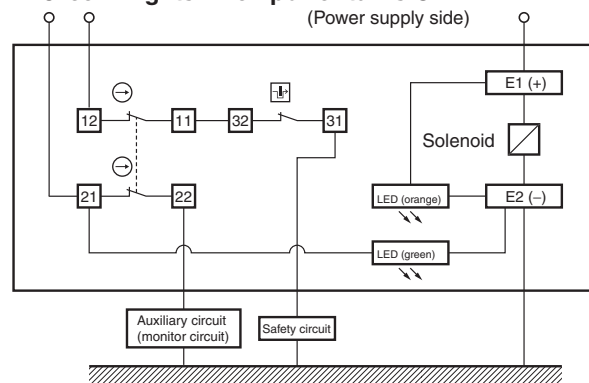 (Power supply side)
E1 (+)
12
11
32
31
Solenoid
21
22
LED (orange)
E2 (−)
LED (green)
Auxiliary circuit
(monitor circuit)
Safety circuit